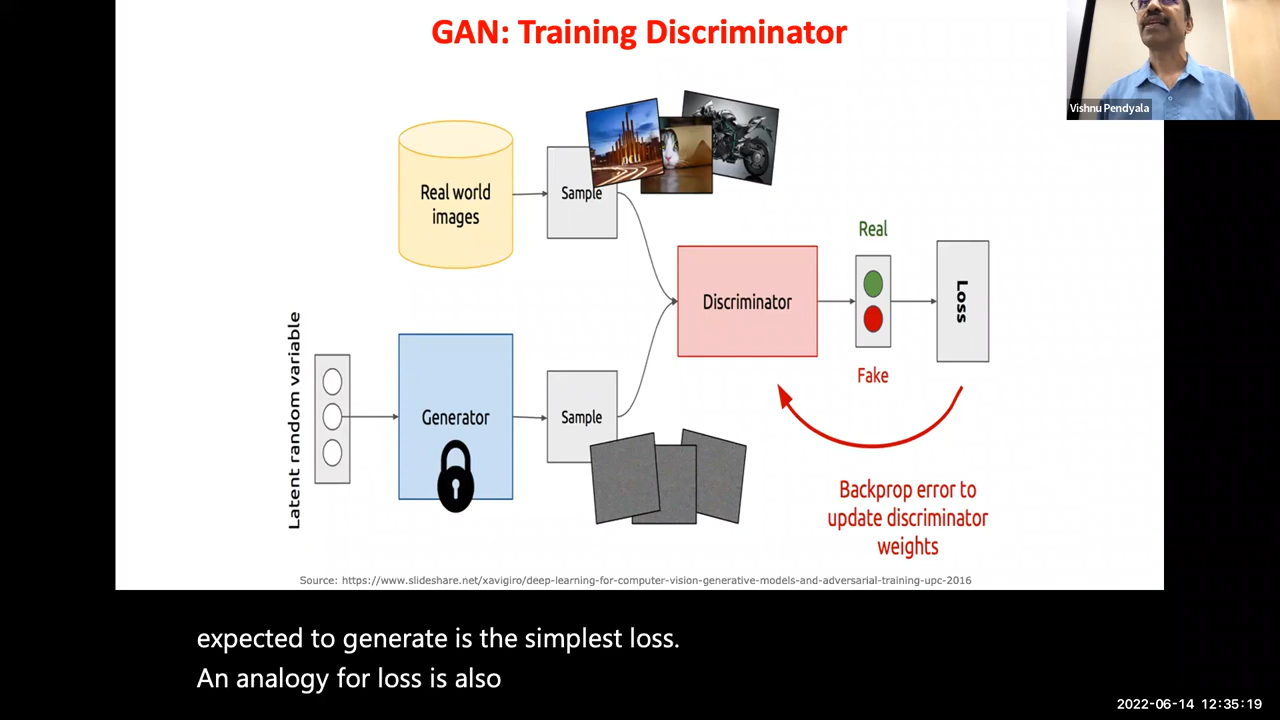 GAN: Training Discriminator
Vishnu Pendyala
Real world
images
Sample
Real
Discriminator
Loss
Fake
Latent random variable
Generator
Sample
Backprop error to
update discriminator
weights
Source: https://www.slideshare.net/xavigiro/deep-learning-for-computer-vision-generative-models-and-adversarial-training-upc-2016
expected to generate is the simplest loss.
An analogy for loss is also
2022-06-14 12:35:19